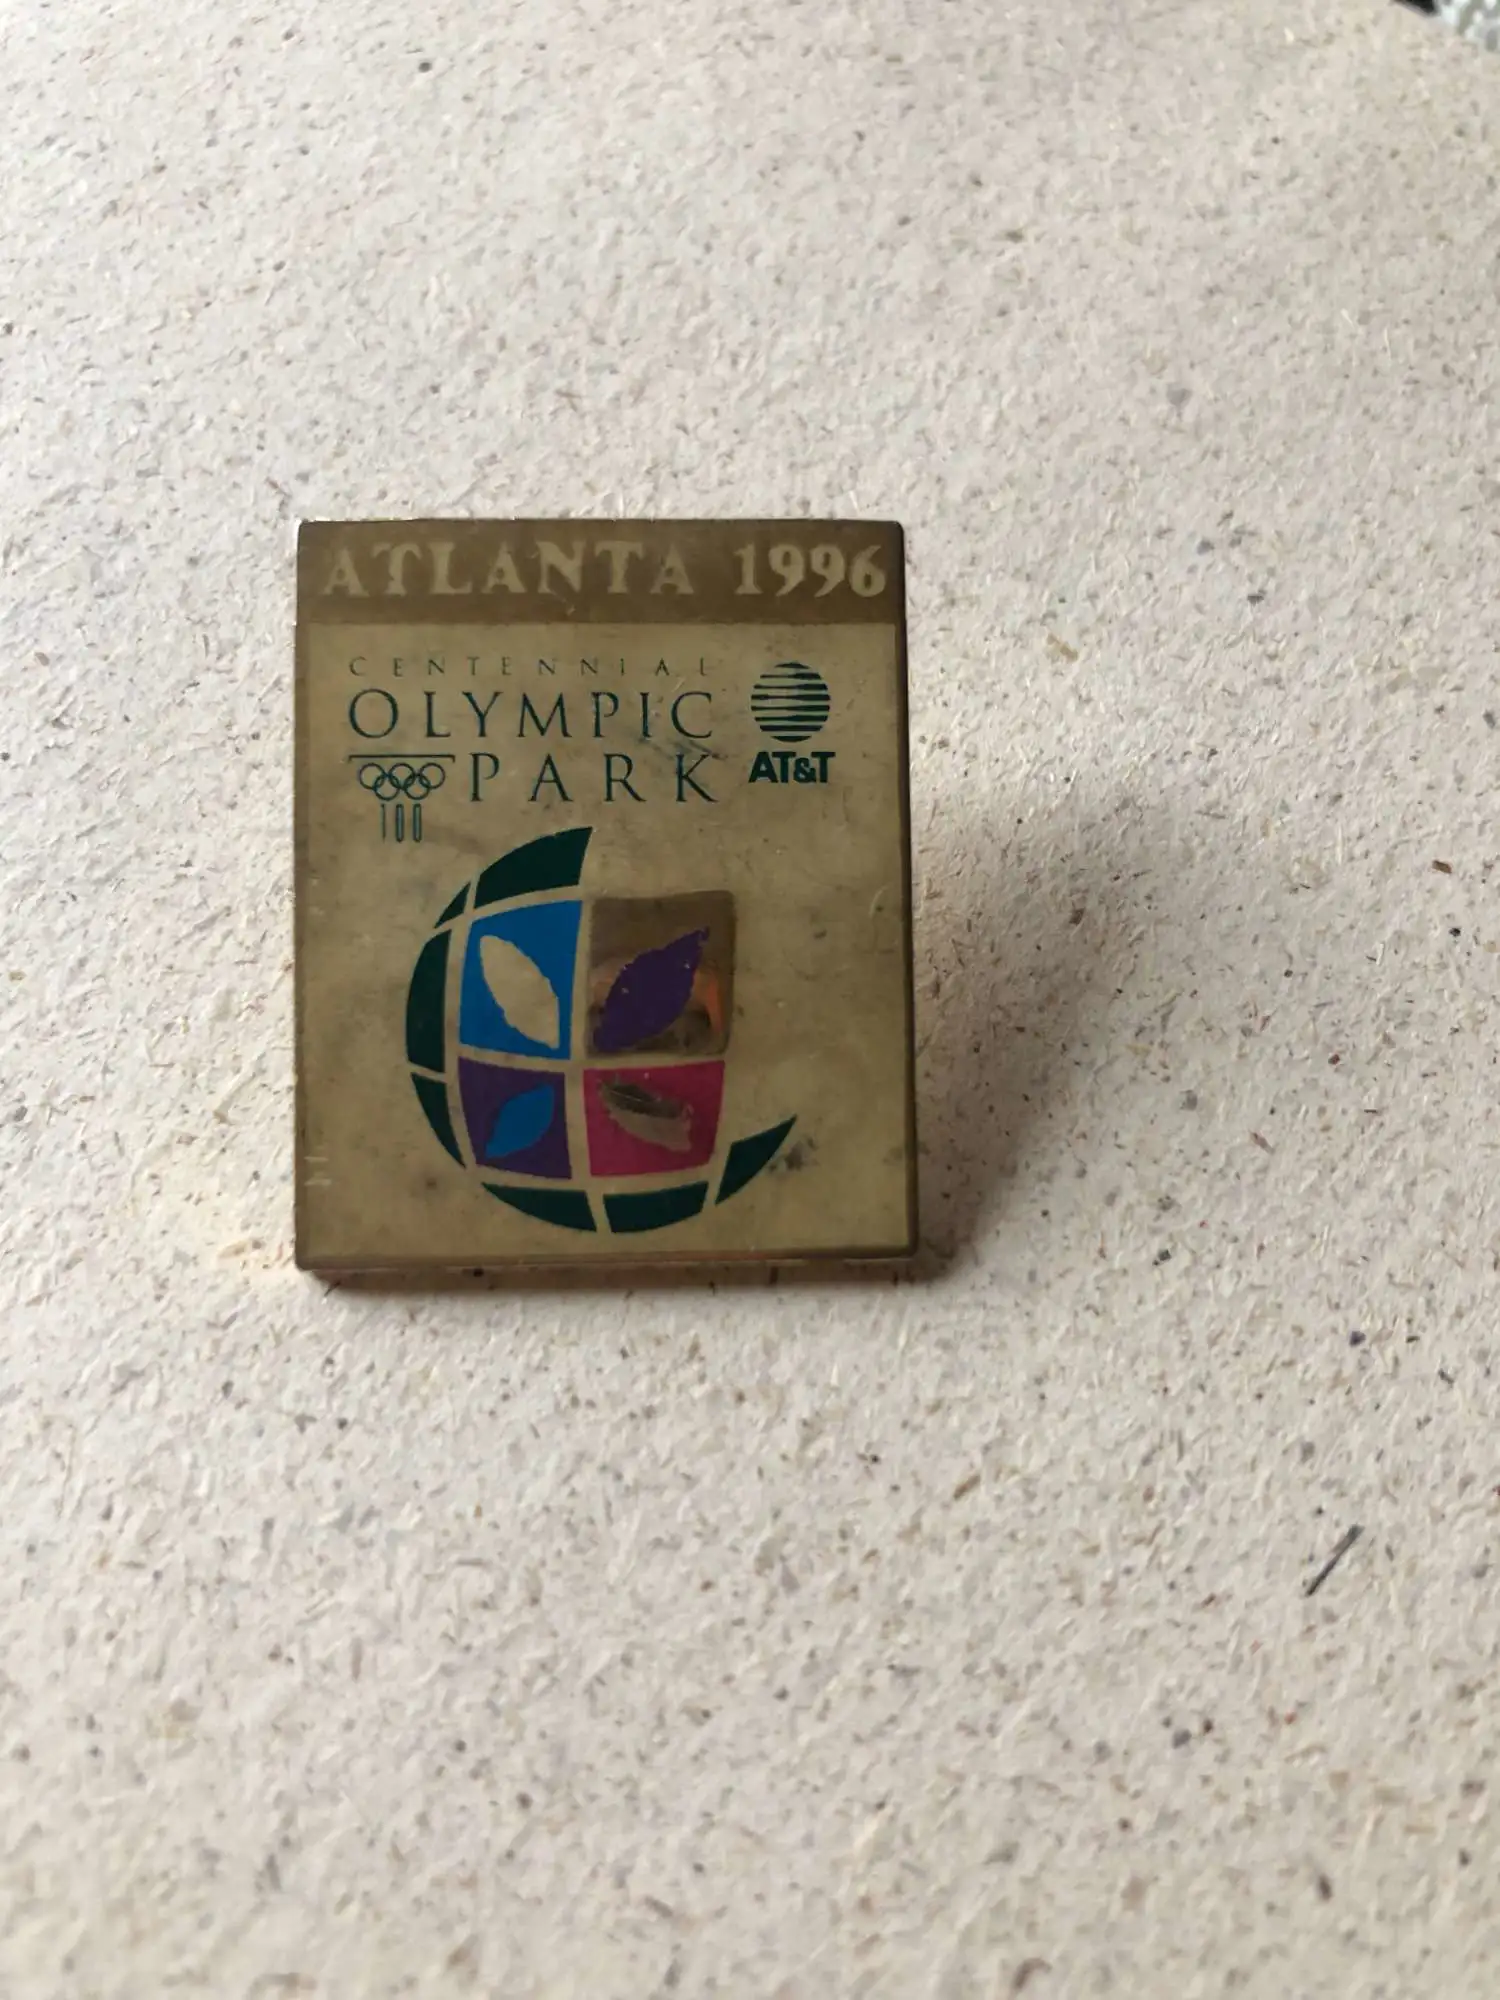 ATLANTA 1996
CENTENNIAL
OLYMPIC
PARK
100
AT&T